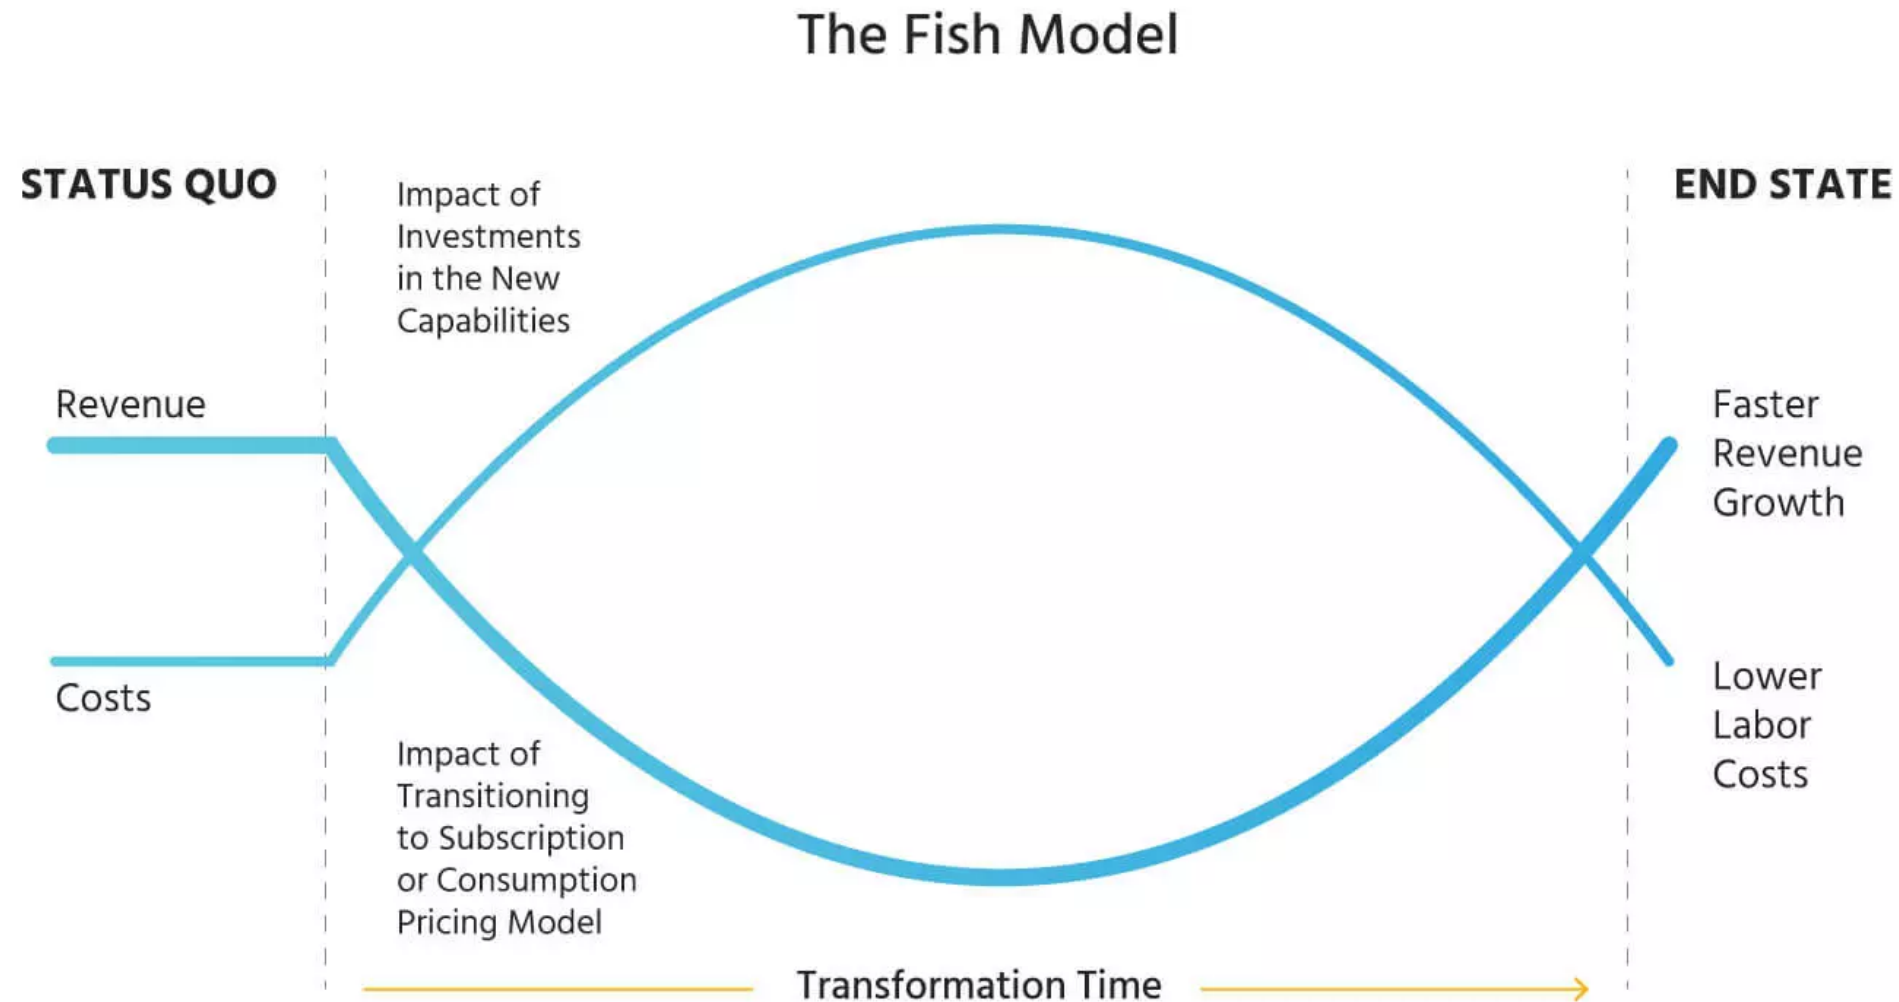 The Fish Model
STATUS QUO
END STATE
Impact of
Investments
in the New
Capabilities
Revenue
Costs
Impact of
Transitioning
to Subscription
or Consumption
Pricing Model
Faster
Revenue
Growth
Lower
Labor
Costs
Transformation Time